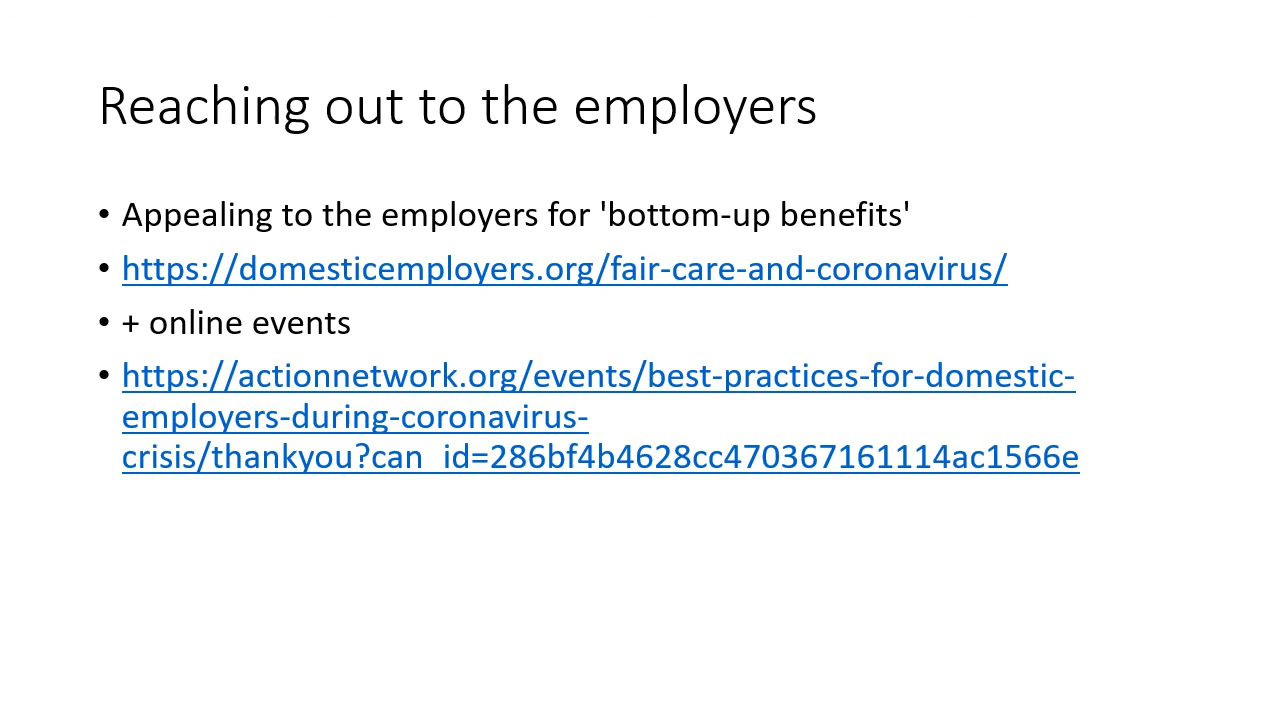 Reaching out to the employers
• Appealing to the employers for 'bottom-up benefits'
• https://domesticemployers.org/fair-care-and-coronavirus/
• + online events
• https://actionnetwork.org/events/best-practices-for-domestic-
employers-during-coronavirus-
crisis/thankyou?can_id=286bf4b4628cc470367161114ac1566e